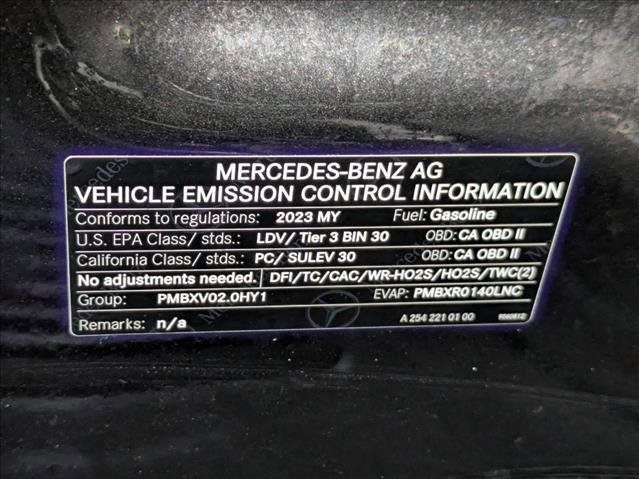 MERCEDES-BENZ AG
VEHICLE EMISSION CONTROL INFORMATION
Conforms to regulations: 2023 MY Fuel: Gasoline
U.S. EPA Class/ stds.: LDV/ Tier 3 BIN 30 OBD: CA OBD II
California Class/ stds.: PC/ SULEV 30 OBD: CA OBD II
No adjustments needed. DFI/TC/CAC/WR-HO2S/HO2S/TWC(2)
Group: PMBXV02.0HY1 EVAP: PMBXR0140LNC
Remarks: n/a A 254 221 01 00